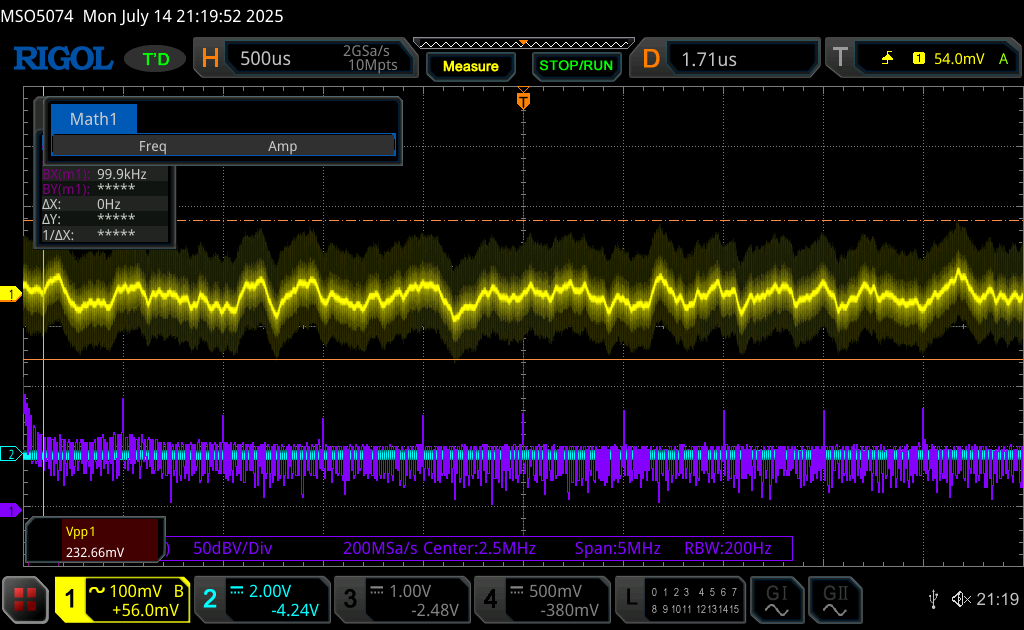 MSO5074 Mon July 14 21:19:52 2025
RIGOL T'D H 500us 2GSa/s 10Mpts Measure STOP/RUN D 1.71us T 1 54.0mV A
T
Math1
Freq Amp
BX(m1): 99.9kHz
BY(m1): *****
ΔX: 0Hz
ΔY: *****
1/ΔX: *****
1
2
1
Vpp1
232.66mV
) 50dBV/Div 200MSa/s Center:2.5MHz Span:5MHz RBW:200Hz
1 100mV B +56.0mV
2 2.00V -4.24V
3 1.00V -2.48V
4 500mV -380mV
L 0 1 2 3 4 5 6 7
8 9 10 11 12 13 14 15
GI GII
21:19